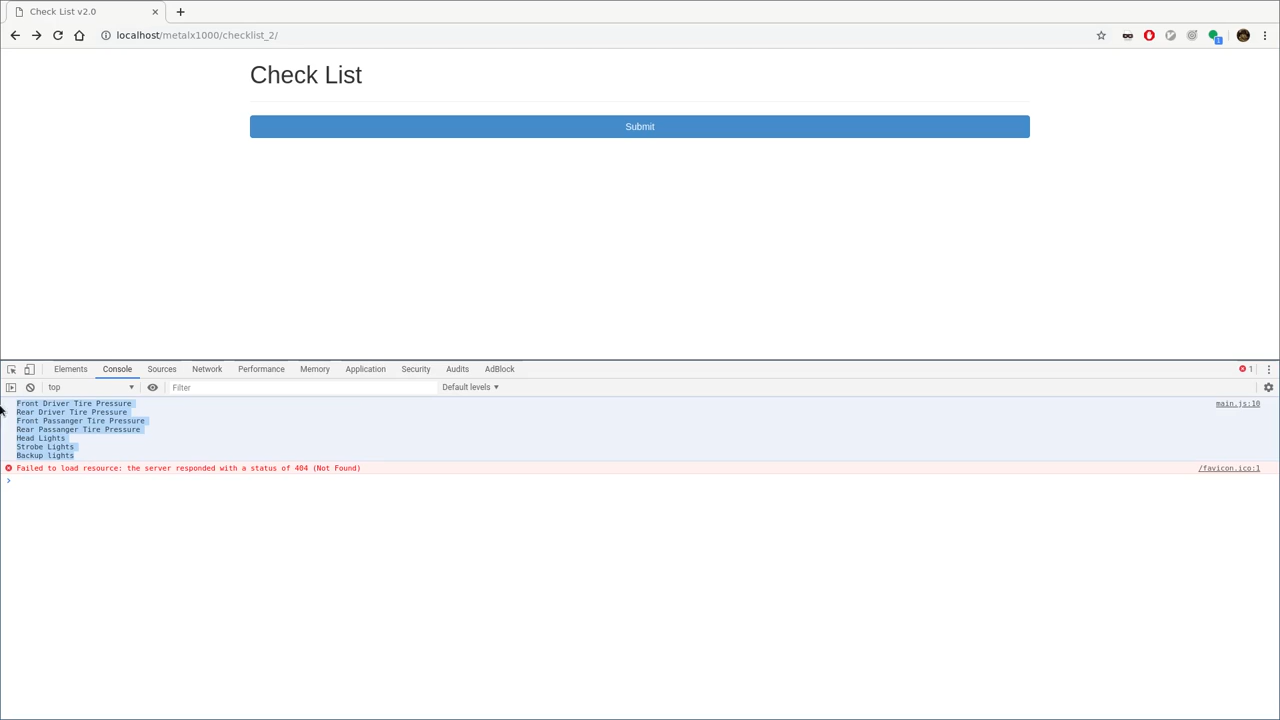 Check List v2.0
localhost/metalx1000/checklist_2/
1
Check List
Submit
Elements Console Sources Network Performance Memory Application Security Audits AdBlock 1
top Filter Default levels
Front Driver Tire Pressure main.js:10
Rear Driver Tire Pressure
Front Passanger Tire Pressure
Rear Passanger Tire Pressure
Head Lights
Strobe Lights
Backup lights
Failed to load resource: the server responded with a status of 404 (Not Found) /favicon.ico:1